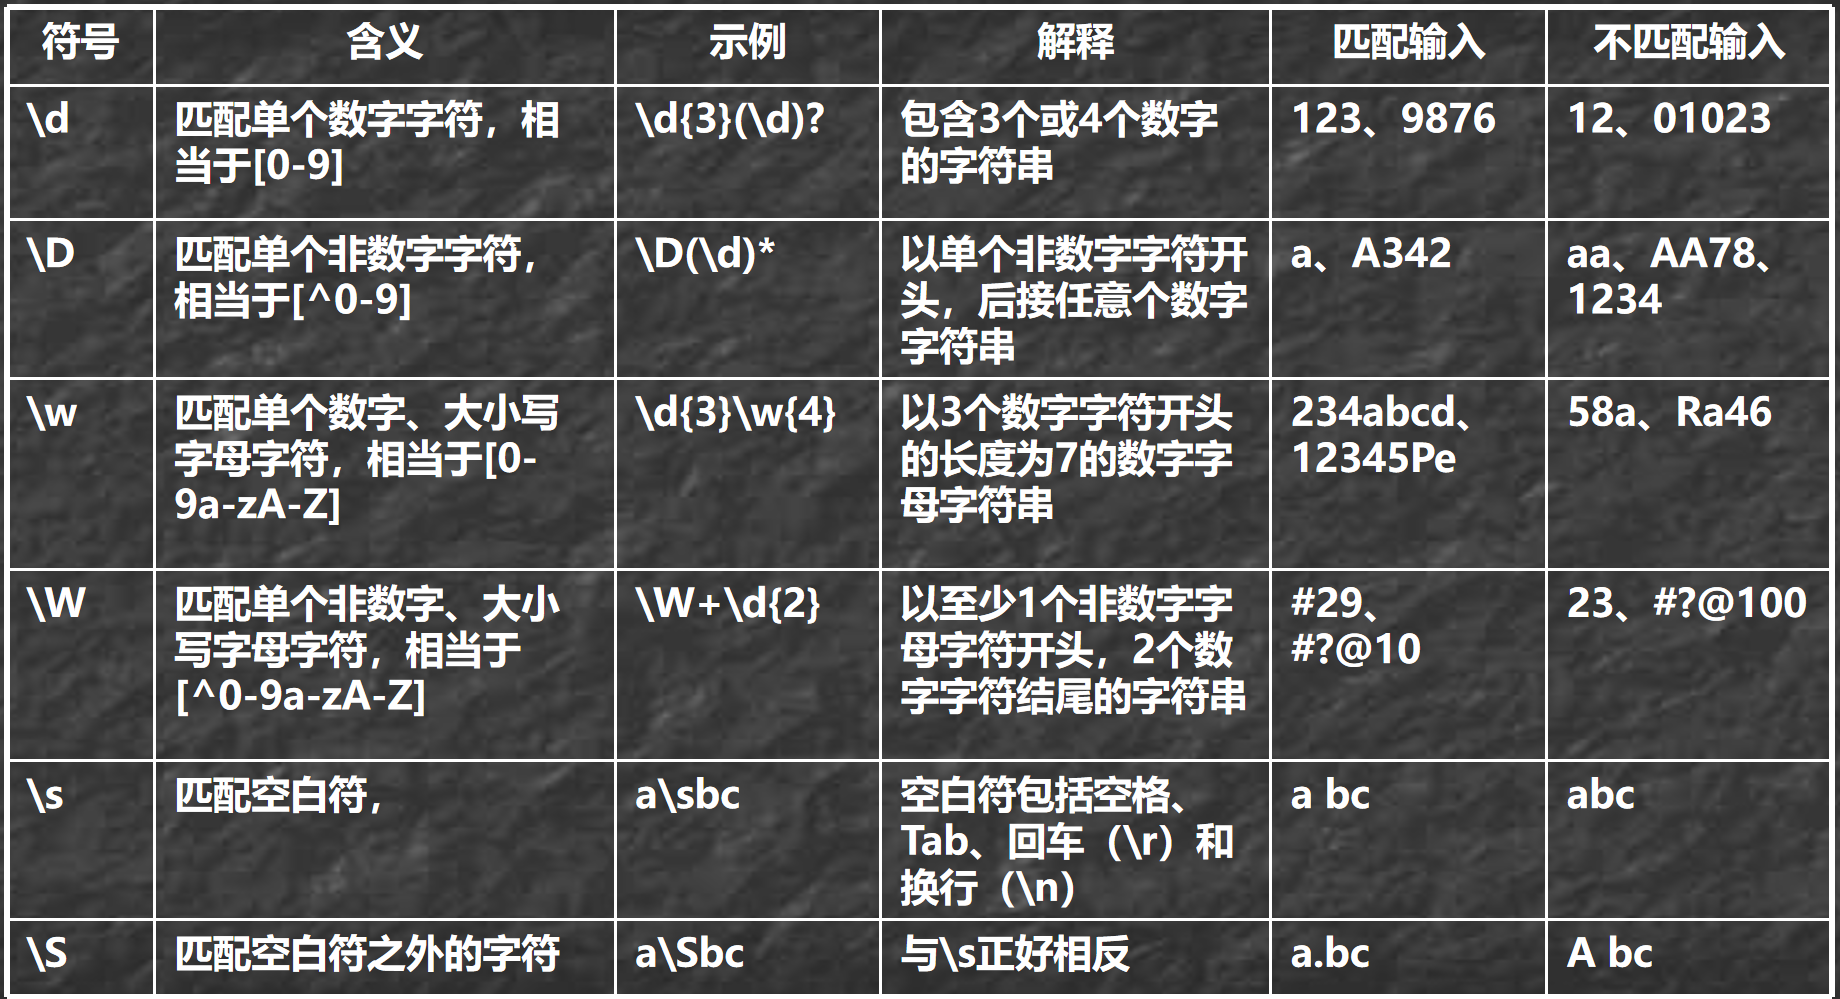 符号 含义 示例 解释 匹配输入 不匹配输入
\d
匹配单个数字字符，相
当于[0-9]
\d{3}(\d)?
包含3个或4个数字
的字符串
123、9876
12、01023
\D
匹配单个非数字字符，
相当于[^0-9]
\D(\d)*
以单个非数字字符开
头，后接任意个数字
字符串
a、A342
aa、AA78、
1234
\w
匹配单个数字、大小写
字母字符，相当于[0-
9a-zA-Z]
\d{3}\w{4}
以3个数字字符开头
的长度为7的数字字
母字符串
234abcd、
12345Pe
58a、Ra46
\W
匹配单个非数字、大小
写字母字符，相当于
[^0-9a-zA-Z]
\W+\d{2}
以至少1个非数字字
母字符开头，2个数
字字符结尾的字符串
#29、
#?@10
23、#?@100
\s
匹配空白符，
a\sbc
空白符包括空格、
Tab、回车（\r）和
换行（\n）
a bc
abc
\S
匹配空白符之外的字符
a\Sbc
与\s正好相反
a.bc
A bc